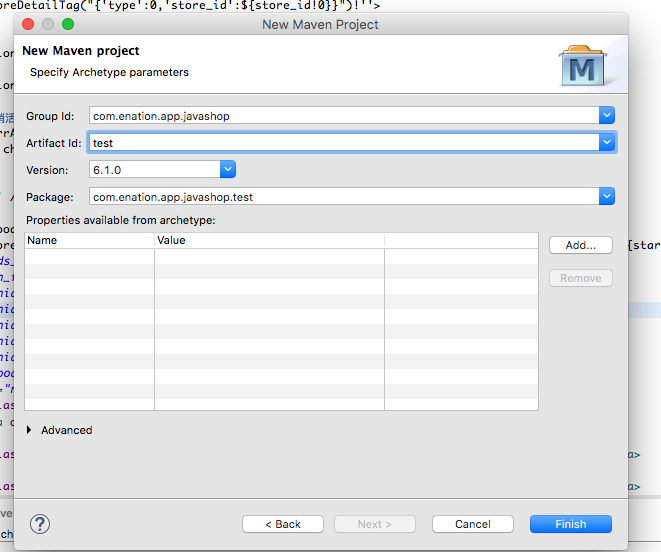 oreDetailTag("{'type':0,'store_id':${store_id!0}}")!''>
New Maven Project
New Maven project
Specify Archetype parameters
M
Group Id: com.enation.app.javashop
Artifact Id: test
Version: 6.1.0
Package: com.enation.app.javashop.test
Properties available from archetype:
Name Value
Add...
Remove
Advanced
? < Back Next > Cancel Finish